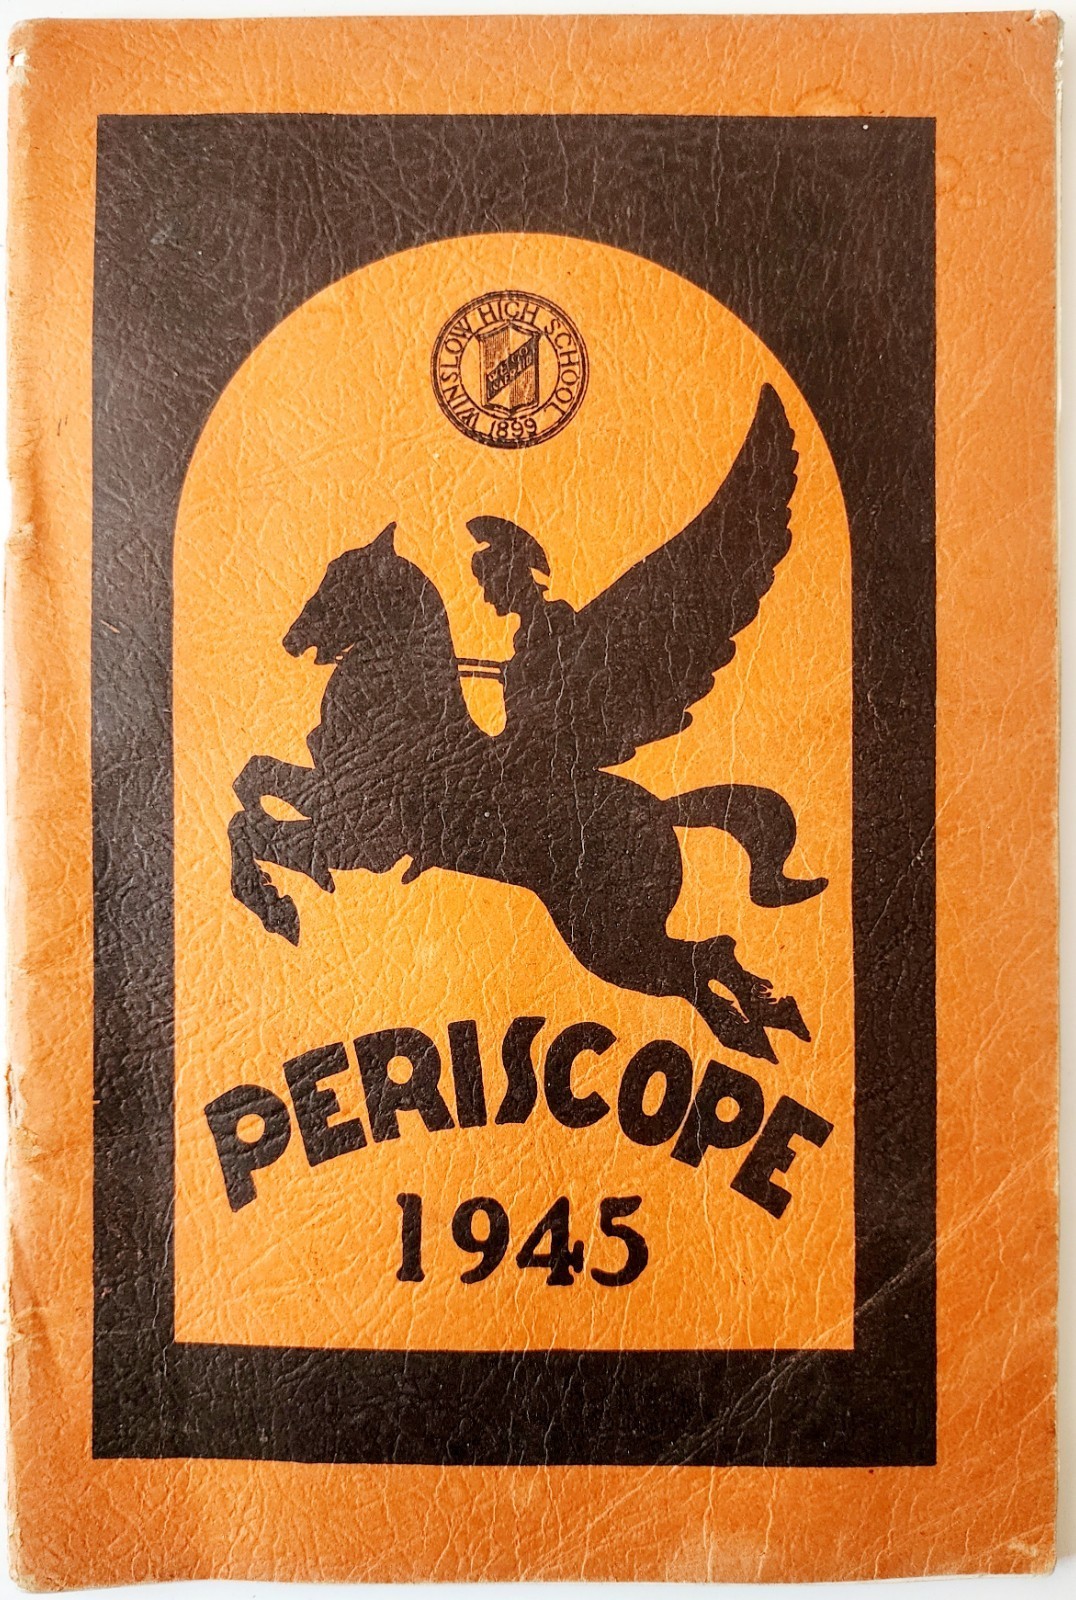 WINSLOW HIGH SCHOOL
1899
PERISCOPE
1945